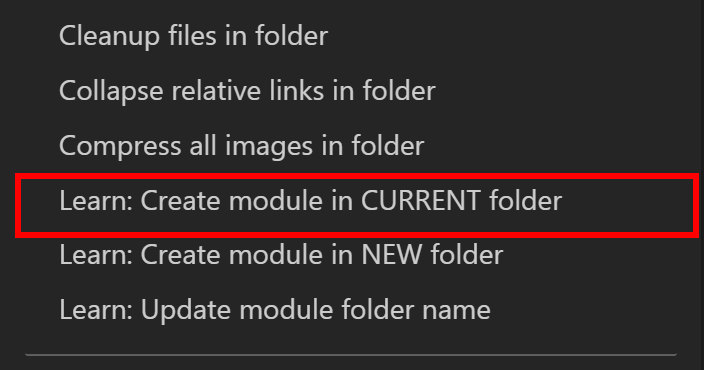 Cleanup files in folder
Collapse relative links in folder
Compress all images in folder
Learn: Create module in CURRENT folder
Learn: Create module in NEW folder
Learn: Update module folder name